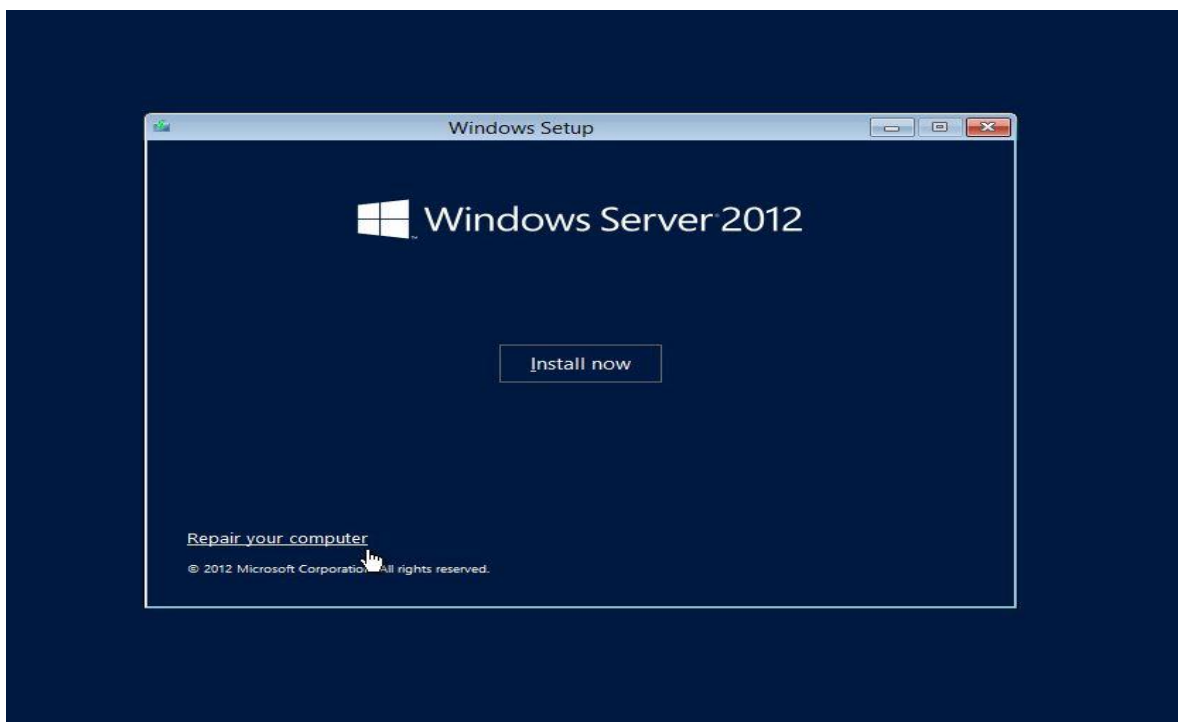 Windows Setup
Windows Server 2012
Install now
Repair your computer
© 2012 Microsoft Corporation. All rights reserved.